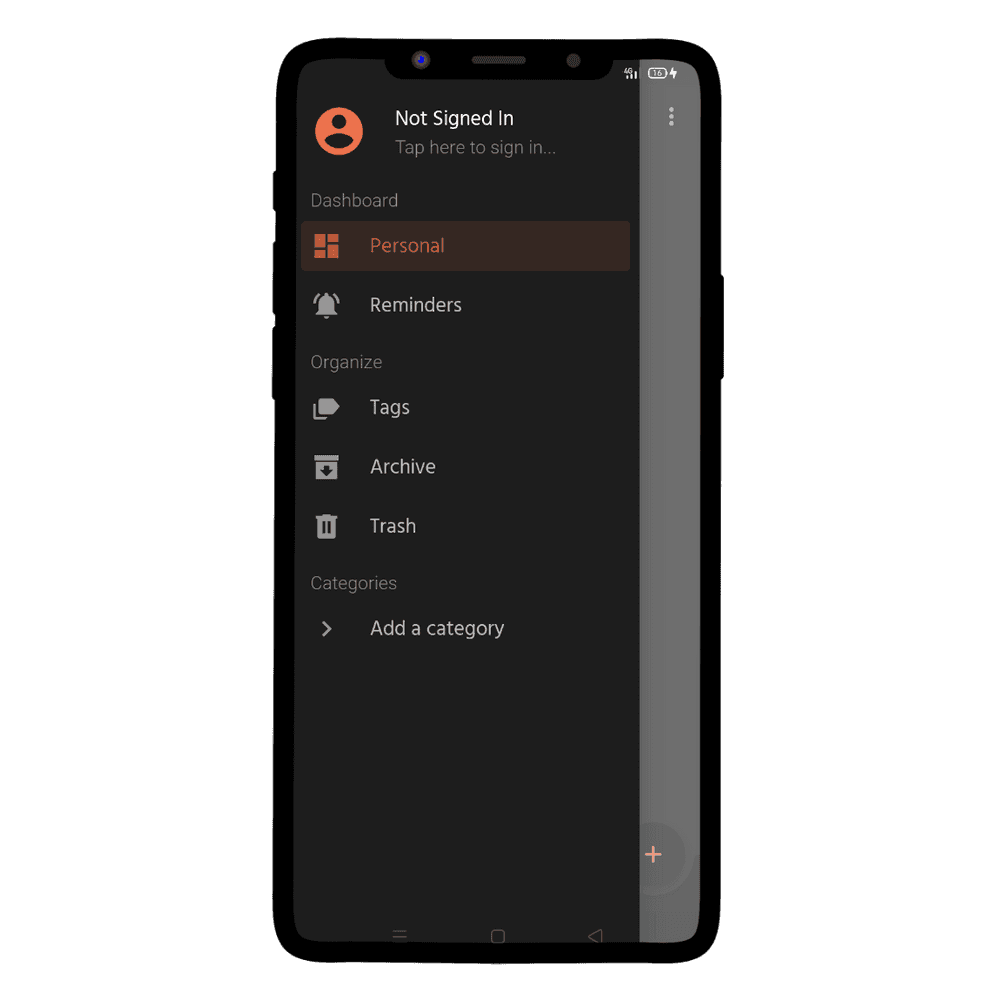 4G 16
Not Signed In
Tap here to sign in...
Dashboard
Personal
Reminders
Organize
Tags
Archive
Trash
Categories
Add a category